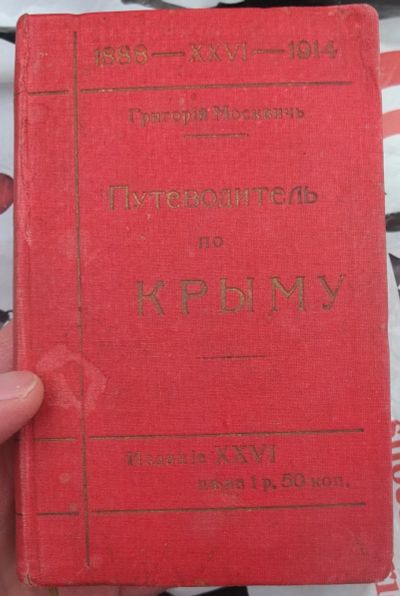 1888—XXVI—1914
Григорій Москвичъ
Путеводитель
по
КРЫМУ
Изданіе XXVI
цѣна 1 р. 50 коп.